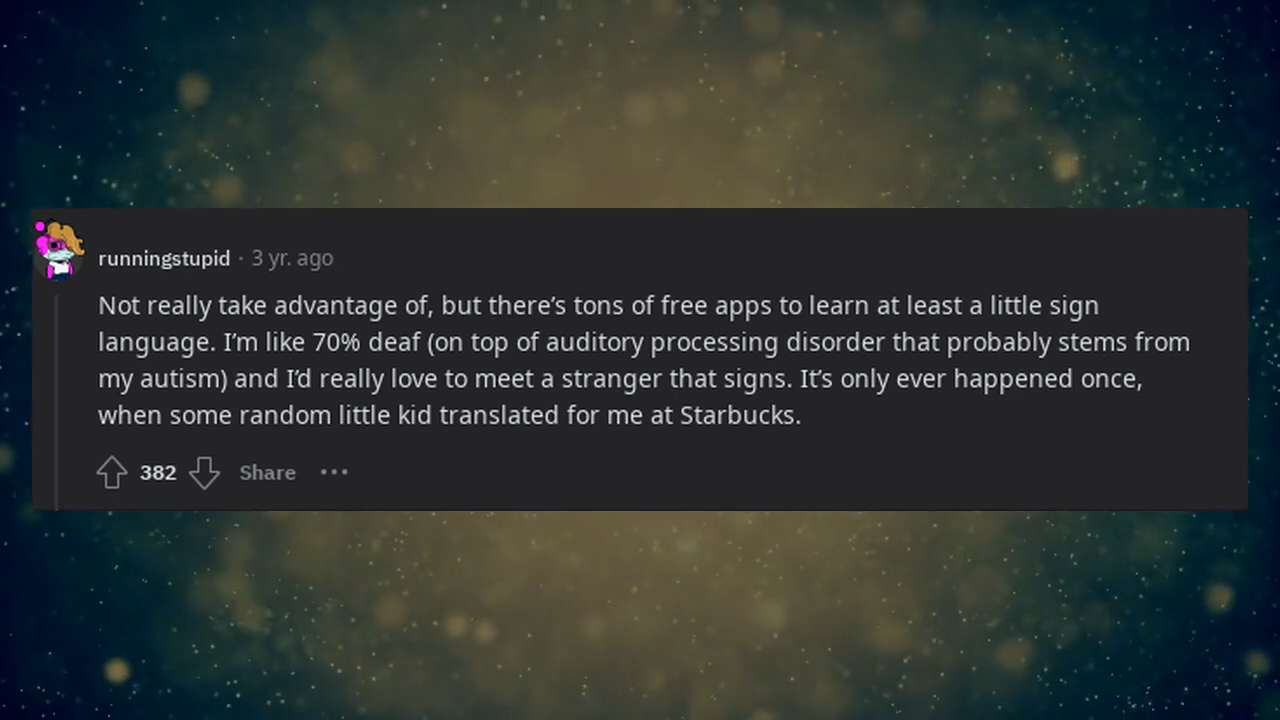 runningstupid · 3 yr. ago
Not really take advantage of, but there’s tons of free apps to learn at least a little sign
language. I’m like 70% deaf (on top of auditory processing disorder that probably stems from
my autism) and I’d really love to meet a stranger that signs. It’s only ever happened once,
when some random little kid translated for me at Starbucks.
382 Share •••